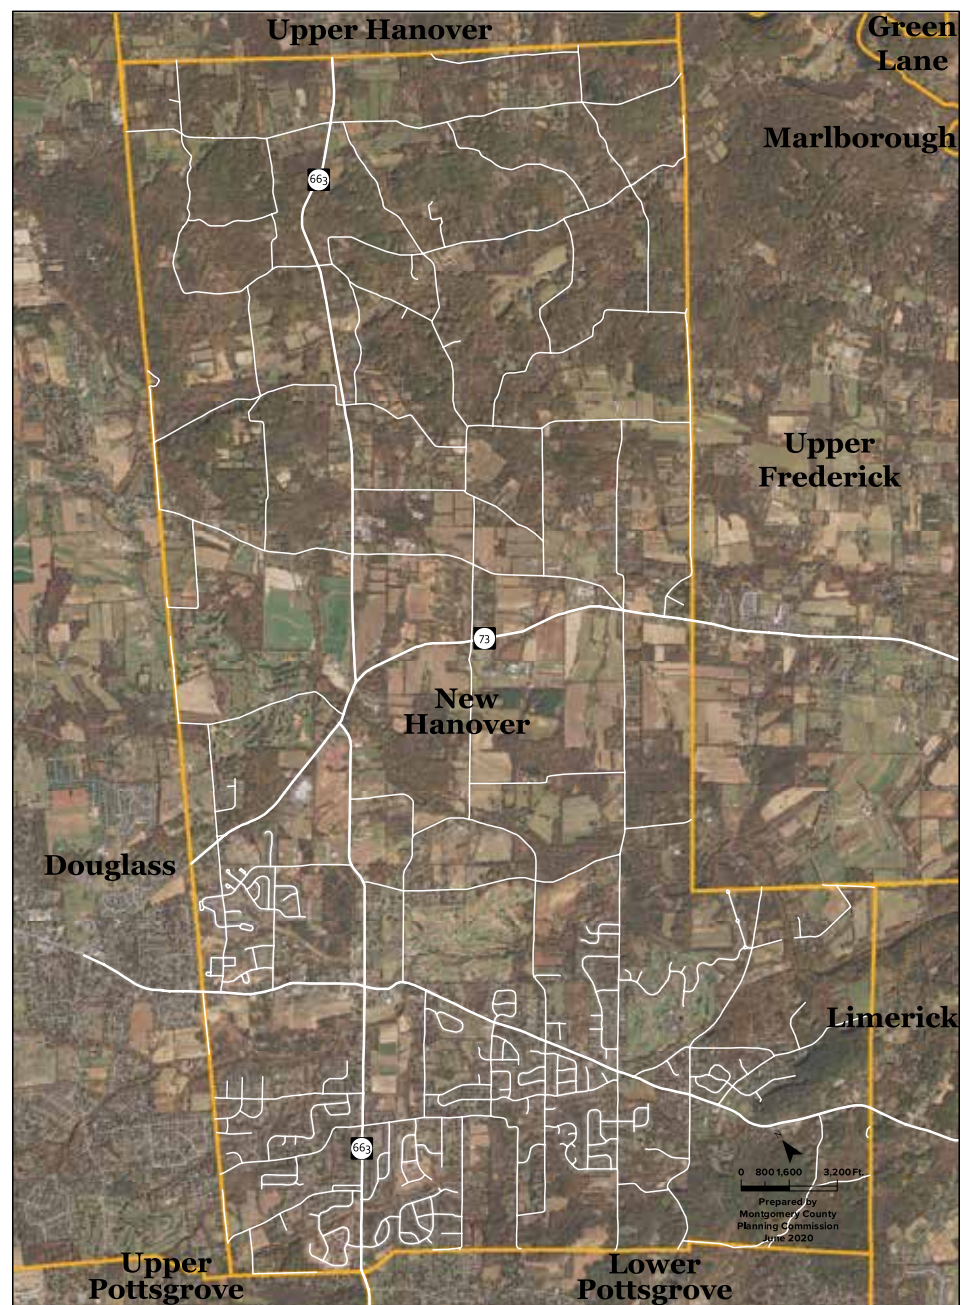 Upper Hanover
Green
Lane
Marlborough
663
Upper
Frederick
73
New
Hanover
Douglass
Limerick
663
N
0 800 1,600 3,200 Ft.
Prepared by
Montgomery County
Planning Commission
June 2020
Upper
Pottsgrove
Lower
Pottsgrove